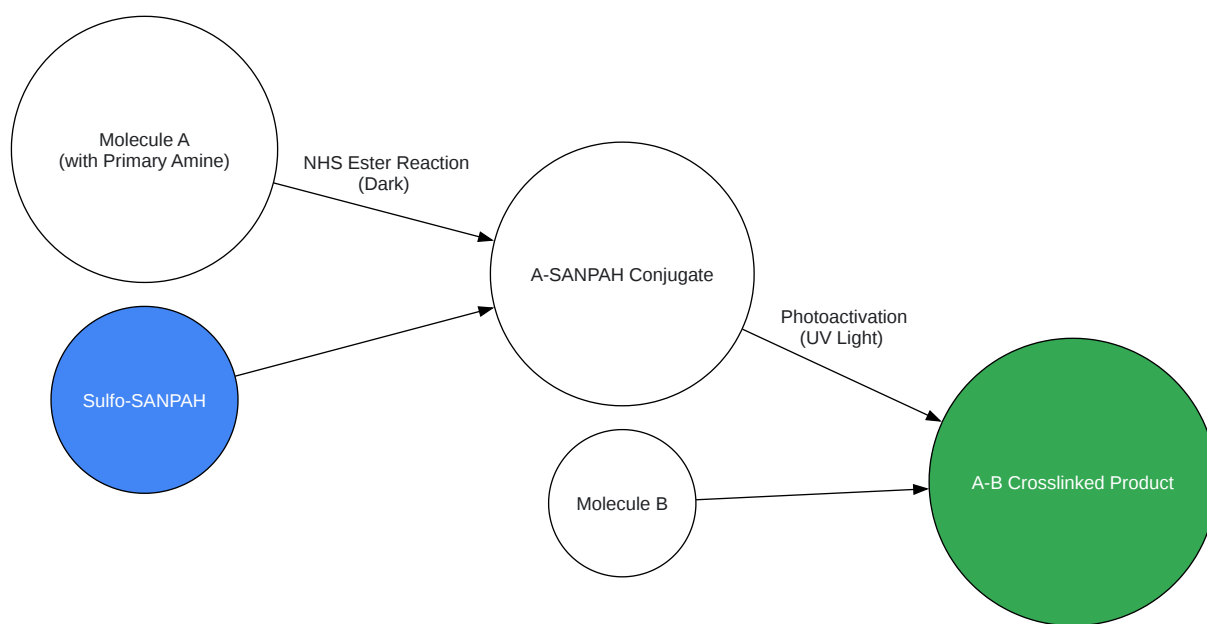 Molecule A
(with Primary Amine)
NHS Ester Reaction
(Dark)
Sulfo-SANPAH
A-SANPAH Conjugate
Photoactivation
(UV Light)
Molecule B
A-B Crosslinked Product